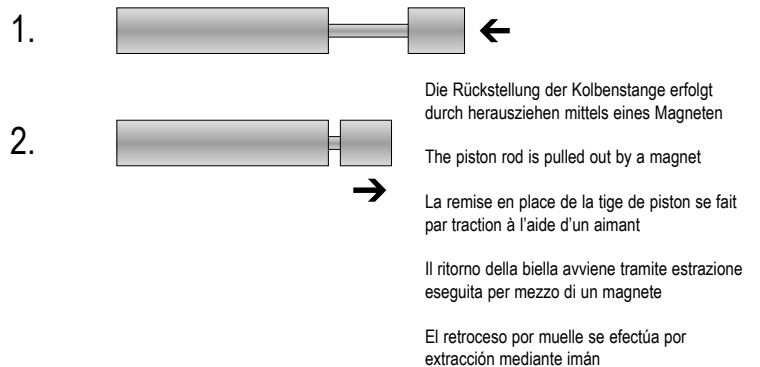 1.
Die Rückstellung der Kolbenstange erfolgt
durch herausziehen mittels eines Magneten
2.
The piston rod is pulled out by a magnet
La remise en place de la tige de piston se fait
par traction à l’aide d’un aimant
Il ritorno della biella avviene tramite estrazione
eseguita per mezzo di un magnete
El retroceso por muelle se efectúa por
extracción mediante imán